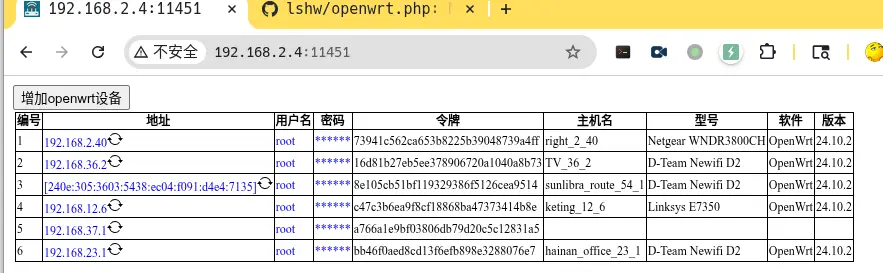 192.168.2.4:11451
lshw/openwrt.php:
不安全 192.168.2.4:11451
增加openwrt设备
编号 地址 用户名 密码 令牌 主机名 型号 软件 版本
1 192.168.2.40 root ****** 73941c562ca653b8225b39048739a4ff right_2_40 Netgear WNDR3800CH OpenWrt 24.10.2
2 192.168.36.2 root ****** 16d81b27eb5ee378906720a1040a8b73 TV_36_2 D-Team Newifi D2 OpenWrt 24.10.2
3 [240e:305:3603:5438:ec04:f091:d4e4:7135] root ****** 8e105cb51bf119329386f5126cea9514 sunlibra_route_54_1 D-Team Newifi D2 OpenWrt 24.10.2
4 192.168.12.6 root ****** c47c3b6ea9f8cf18868ba47373414b8e keting_12_6 Linksys E7350 OpenWrt 24.10.2
5 192.168.37.1 root ****** a766a1e9bf03806db79d20c5c12831a5
6 192.168.23.1 root ****** bb46f0aed8cd13f6efb898e3288076e7 hainan_office_23_1 D-Team Newifi D2 OpenWrt 24.10.2